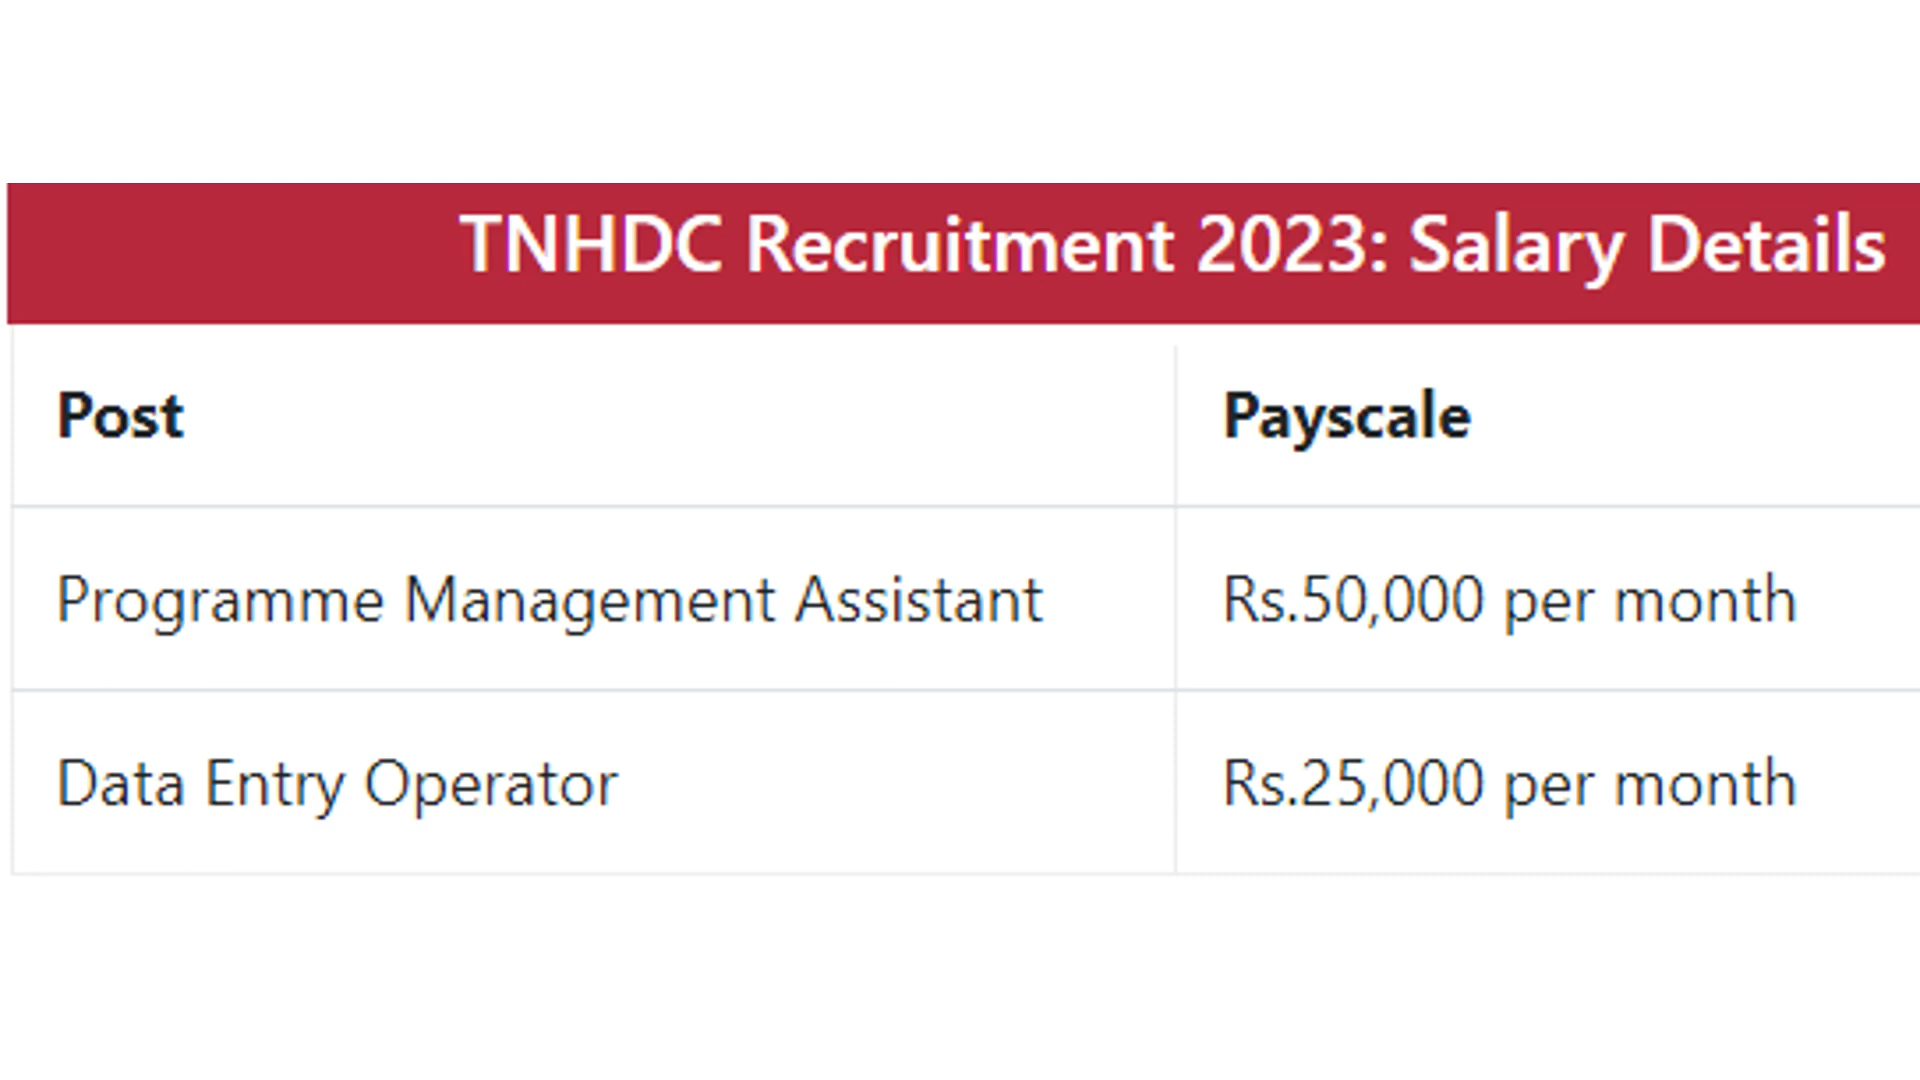 TNHDC Recruitment 2023: Salary Details
Post Payscale
Programme Management Assistant Rs.50,000 per month
Data Entry Operator Rs.25,000 per month